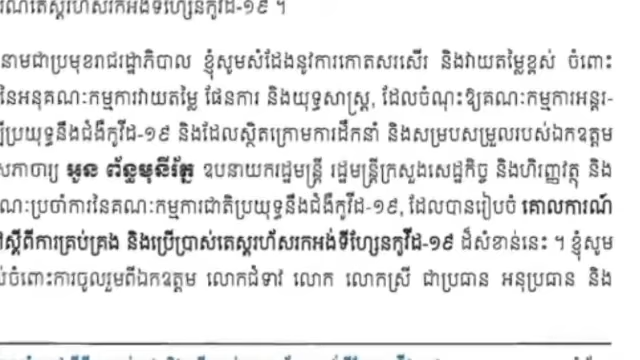 រណតេស្តរហ័សរកអង់ទីហ្សែនកូវីដ-១៩ ។
នាមជាប្រមុខរាជរដ្ឋាភិបាល ខ្ញុំសូមសំដែងនូវការកោតសរសើរ និងវាយតម្លៃខ្ពស់ ចំពោះ
នៃអនុគណៈកម្មការវាយតម្លៃ ផែនការ និងយុទ្ធសាស្ត្រ, ដែលចំណុះឱ្យគណៈកម្មការអន្តរ-
ប្រយុទ្ធនឹងជំងឺកូវីដ-១៩ និងដែលស្ថិតក្រោមការដឹកនាំ និងសម្របសម្រួលរបស់ឯកឧត្តម
សភាចារ្យ អូន ព័ន្ធមុនីរ័ត្ន ឧបនាយករដ្ឋមន្ត្រី រដ្ឋមន្ត្រីក្រសួងសេដ្ឋកិច្ច និងហិរញ្ញវត្ថុ និង
ណៈប្រចាំការនៃគណៈកម្មការជាតិប្រយុទ្ធនឹងជំងឺកូវីដ-១៩, ដែលបានរៀបចំ គោលការណ៍
ស្តីពីការគ្រប់គ្រង និងប្រើប្រាស់តេស្តរហ័សរកអង់ទីហ្សែនកូវីដ-១៩ ដ៏សំខាន់នេះ ។ ខ្ញុំសូម
ចំពោះការចូលរួមពីឯកឧត្តម លោកជំទាវ លោក លោកស្រី ជាប្រធាន អនុប្រធាន និង